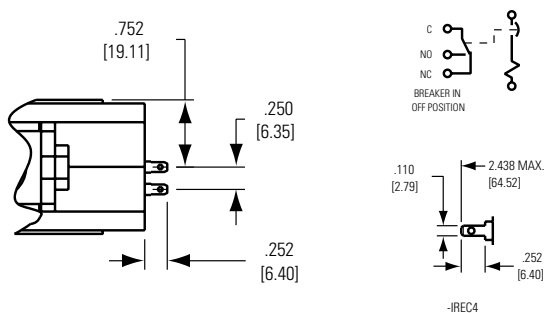 .752
[19.11]
.250
[6.35]
.252
[6.40]
C
NO
NC
BREAKER IN
OFF POSITION
.110
[2.79]
2.438 MAX.
[64.52]
.252
[6.40]
-IREC4